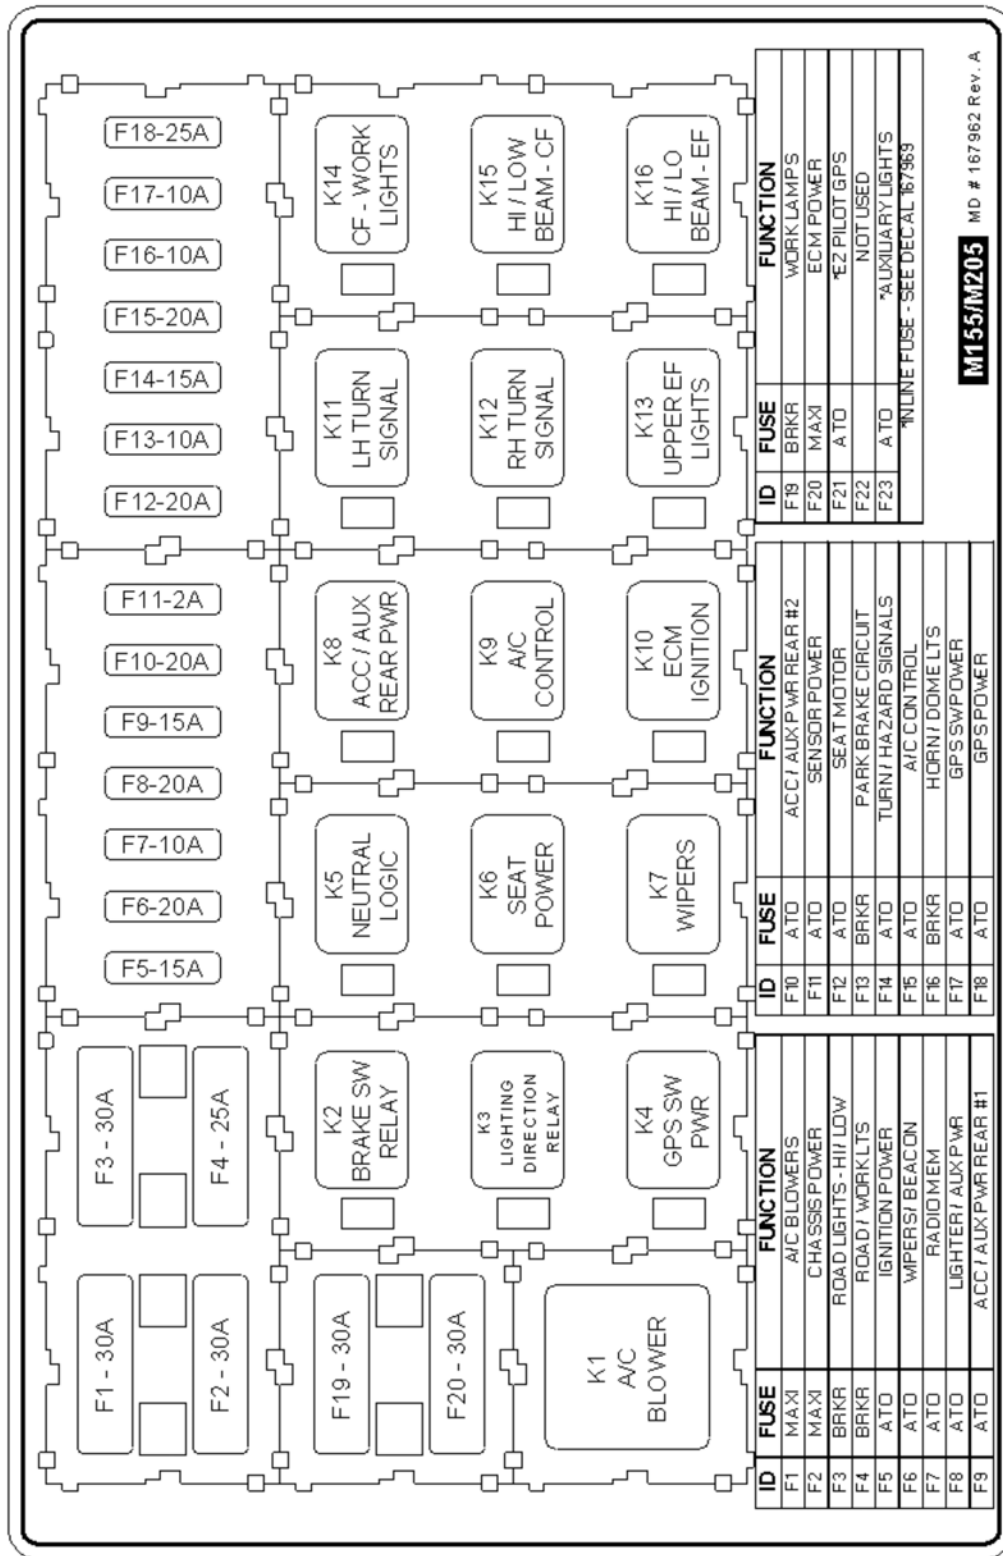 F1 - 30A
F2 - 30A
F3 - 30A
F4 - 25A
F5-15A
F6-20A
F7-10A
F8-20A
F9-15A
F10-20A
F11-2A
F12-20A
F13-10A
F14-15A
F15-20A
F16-10A
F17-10A
F18-25A
F19 - 30A
F20 - 30A
K1
A/C
BLOWER
K2
BRAKE SW
RELAY
K3
LIGHTING
DIRECTION
RELAY
K4
GPS SW
PWR
K5
NEUTRAL
LOGIC
K6
SEAT
POWER
K7
WIPERS
K8
ACC / AUX
REAR PWR
K9
A/C
CONTROL
K10
ECM
IGNITION
K11
LH TURN
SIGNAL
K12
RH TURN
SIGNAL
K13
UPPER EF
LIGHTS
K14
CF - WORK
LIGHTS
K15
HI / LOW
BEAM - CF
K16
HI / LO
BEAM - EF
ID FUSE FUNCTION
F1 MAXI A/C BLOWERS
F2 MAXI CHASSIS POWER
F3 BRKR ROAD LIGHTS - HI / LOW
F4 BRKR ROAD / WORK LTS
F5 ATO IGNITION POWER
F6 ATO WIPERS / BEACON
F7 ATO RADIO MEM
F8 ATO LIGHTER / AUX PWR
F9 ATO ACC / AUX PWR REAR #1
ID FUSE FUNCTION
F10 ATO ACC / AUX PWR REAR #2
F11 ATO SENSOR POWER
F12 ATO SEAT MOTOR
F13 BRKR PARK BRAKE CIRCUIT
F14 ATO TURN / HAZARD SIGNALS
F15 ATO A/C CONTROL
F16 BRKR HORN / DOME LTS
F17 ATO GPS SW POWER
F18 ATO GPS POWER
ID FUSE FUNCTION
F19 BRKR WORK LAMPS
F20 MAXI ECM POWER
F21 ATO *EZ PILOT GPS
F22 NOT USED
F23 ATO *AUXILIARY LIGHTS
*INLINE FUSE - SEE DECAL 167969
M155/M205 MD # 167962 Rev. A